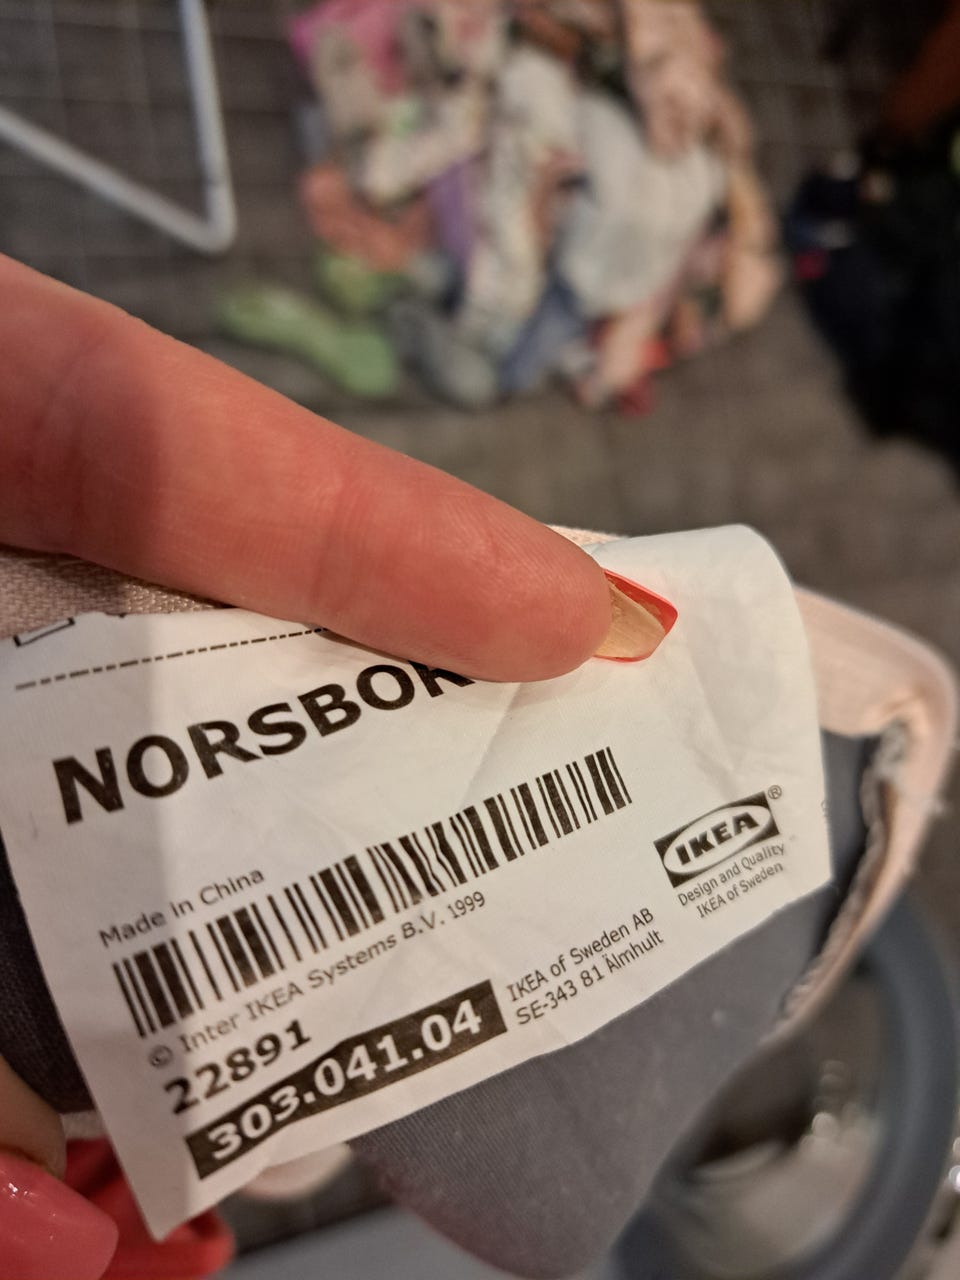 NORSBOR
Made in China
© Inter IKEA Systems B.V. 1999
22891
303.041.04
IKEA of Sweden AB
SE-343 81 Älmhult
IKEA®
Design and Quality
IKEA of Sweden